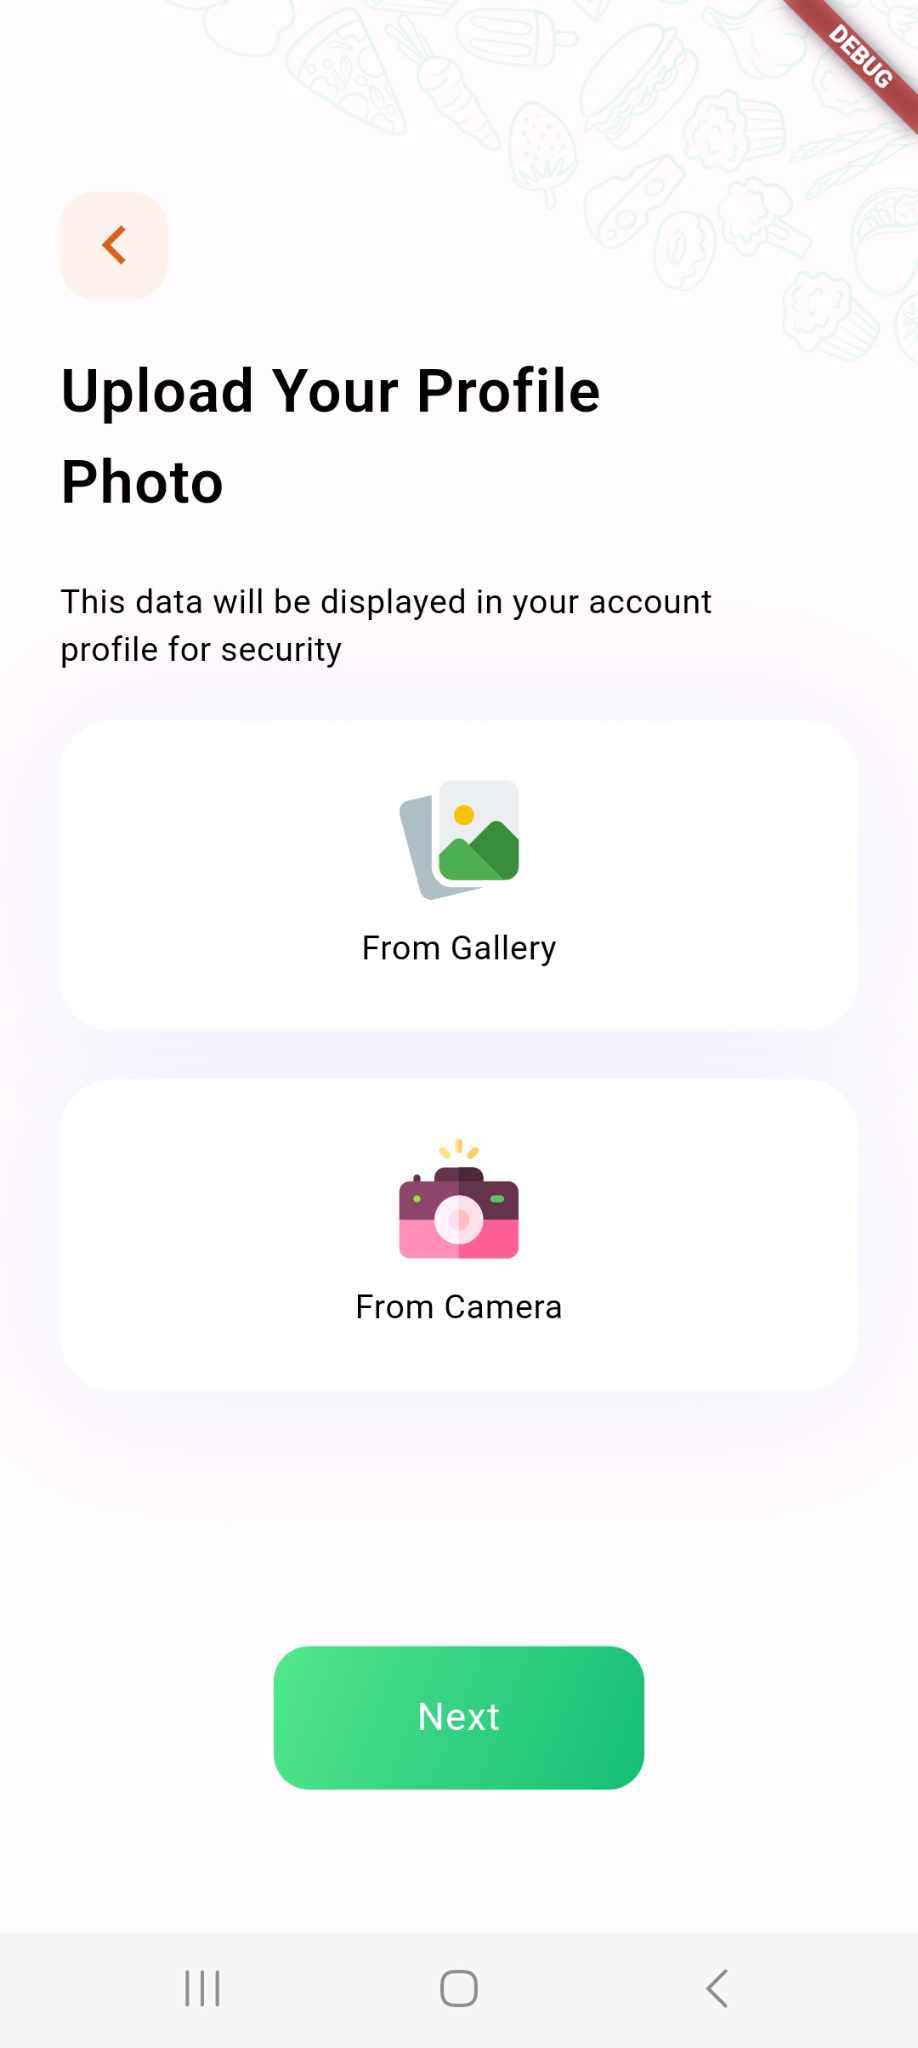 DEBUG
Upload Your Profile
Photo
This data will be displayed in your account
profile for security
From Gallery
From Camera
Next